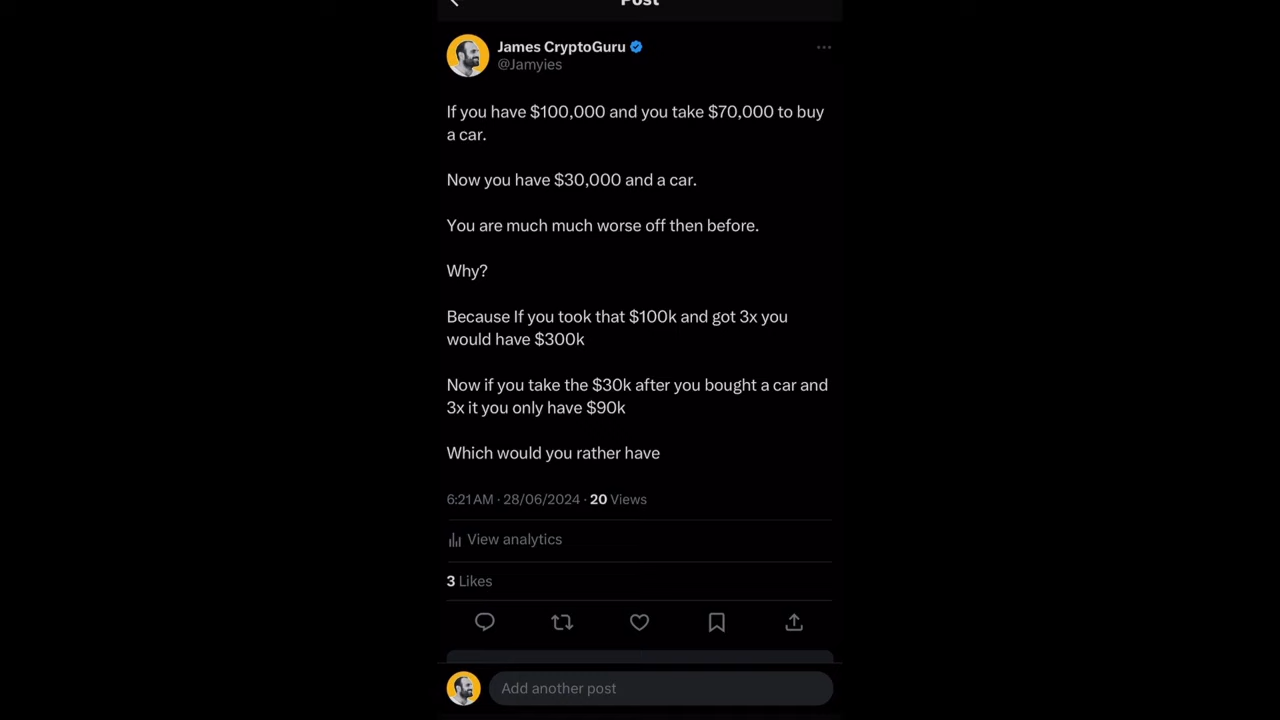 Post
James CryptoGuru
@Jamyies
If you have $100,000 and you take $70,000 to buy
a car.
Now you have $30,000 and a car.
You are much much worse off then before.
Why?
Because If you took that $100k and got 3x you
would have $300k
Now if you take the $30k after you bought a car and
3x it you only have $90k
Which would you rather have
6:21 AM · 28/06/2024 · 20 Views
View analytics
3 Likes
Add another post